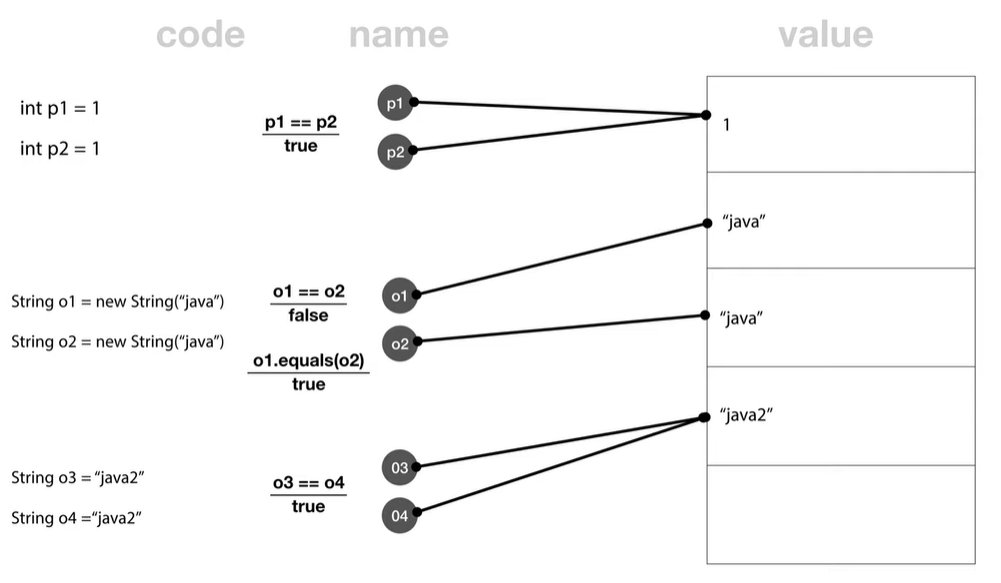 code name value
int p1 = 1
int p2 = 1
p1 == p2
true
p1
p2
1
“java”
String o1 = new String(“java”)
String o2 = new String(“java”)
o1 == o2
false
o1.equals(o2)
true
o1
o2
“java”
“java2”
String o3 = “java2”
String o4 =“java2”
o3 == o4
true
03
04